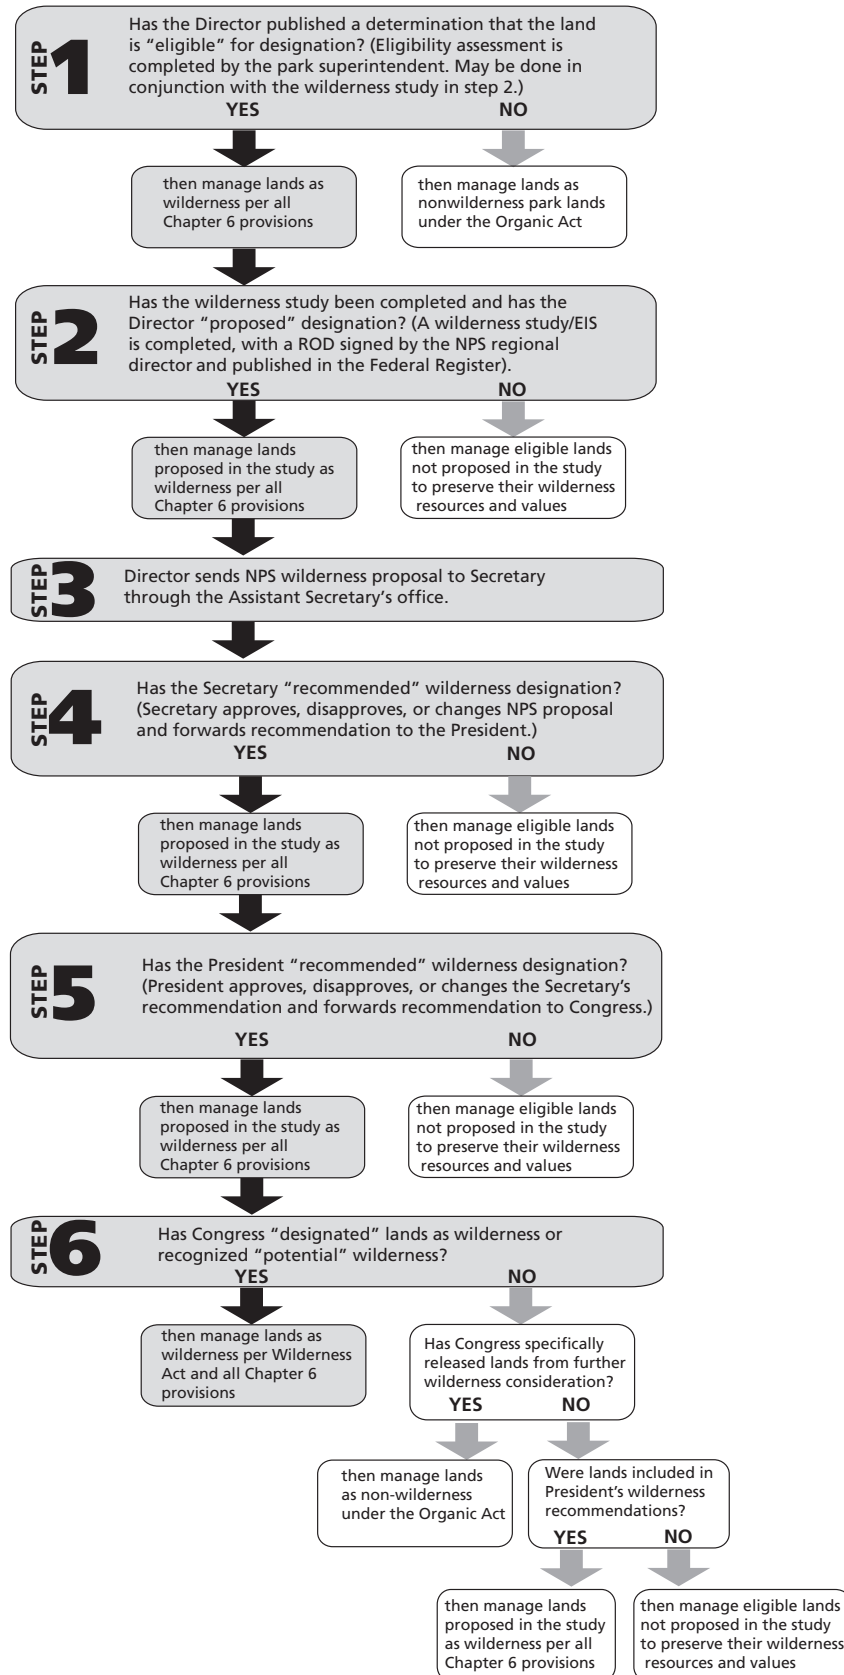 STEP 1
Has the Director published a determination that the land
is “eligible” for designation? (Eligibility assessment is
completed by the park superintendent. May be done in
conjunction with the wilderness study in step 2.)
YES NO
then manage lands as
wilderness per all
Chapter 6 provisions
then manage lands as
nonwilderness park lands
under the Organic Act
STEP 2
Has the wilderness study been completed and has the
Director “proposed” designation? (A wilderness study/EIS
is completed, with a ROD signed by the NPS regional
director and published in the Federal Register).
YES NO
then manage lands
proposed in the study as
wilderness per all
Chapter 6 provisions
then manage eligible lands
not proposed in the study
to preserve their wilderness
resources and values
STEP 3
Director sends NPS wilderness proposal to Secretary
through the Assistant Secretary’s office.
STEP 4
Has the Secretary “recommended” wilderness designation?
(Secretary approves, disapproves, or changes NPS proposal
and forwards recommendation to the President.)
YES NO
then manage lands
proposed in the study as
wilderness per all
Chapter 6 provisions
then manage eligible lands
not proposed in the study
to preserve their wilderness
resources and values
STEP 5
Has the President “recommended” wilderness designation?
(President approves, disapproves, or changes the Secretary’s
recommendation and forwards recommendation to Congress.)
YES NO
then manage lands
proposed in the study as
wilderness per all
Chapter 6 provisions
then manage eligible lands
not proposed in the study
to preserve their wilderness
resources and values
STEP 6
Has Congress “designated” lands as wilderness or
recognized “potential” wilderness?
YES NO
then manage lands as
wilderness per Wilderness
Act and all Chapter 6
provisions
Has Congress specifically
released lands from further
wilderness consideration?
YES NO
then manage lands
as non-wilderness
under the Organic Act
Were lands included in
President’s wilderness
recommendations?
YES NO
then manage lands
proposed in the study
as wilderness per all
Chapter 6 provisions
then manage eligible lands
not proposed in the study
to preserve their wilderness
resources and values